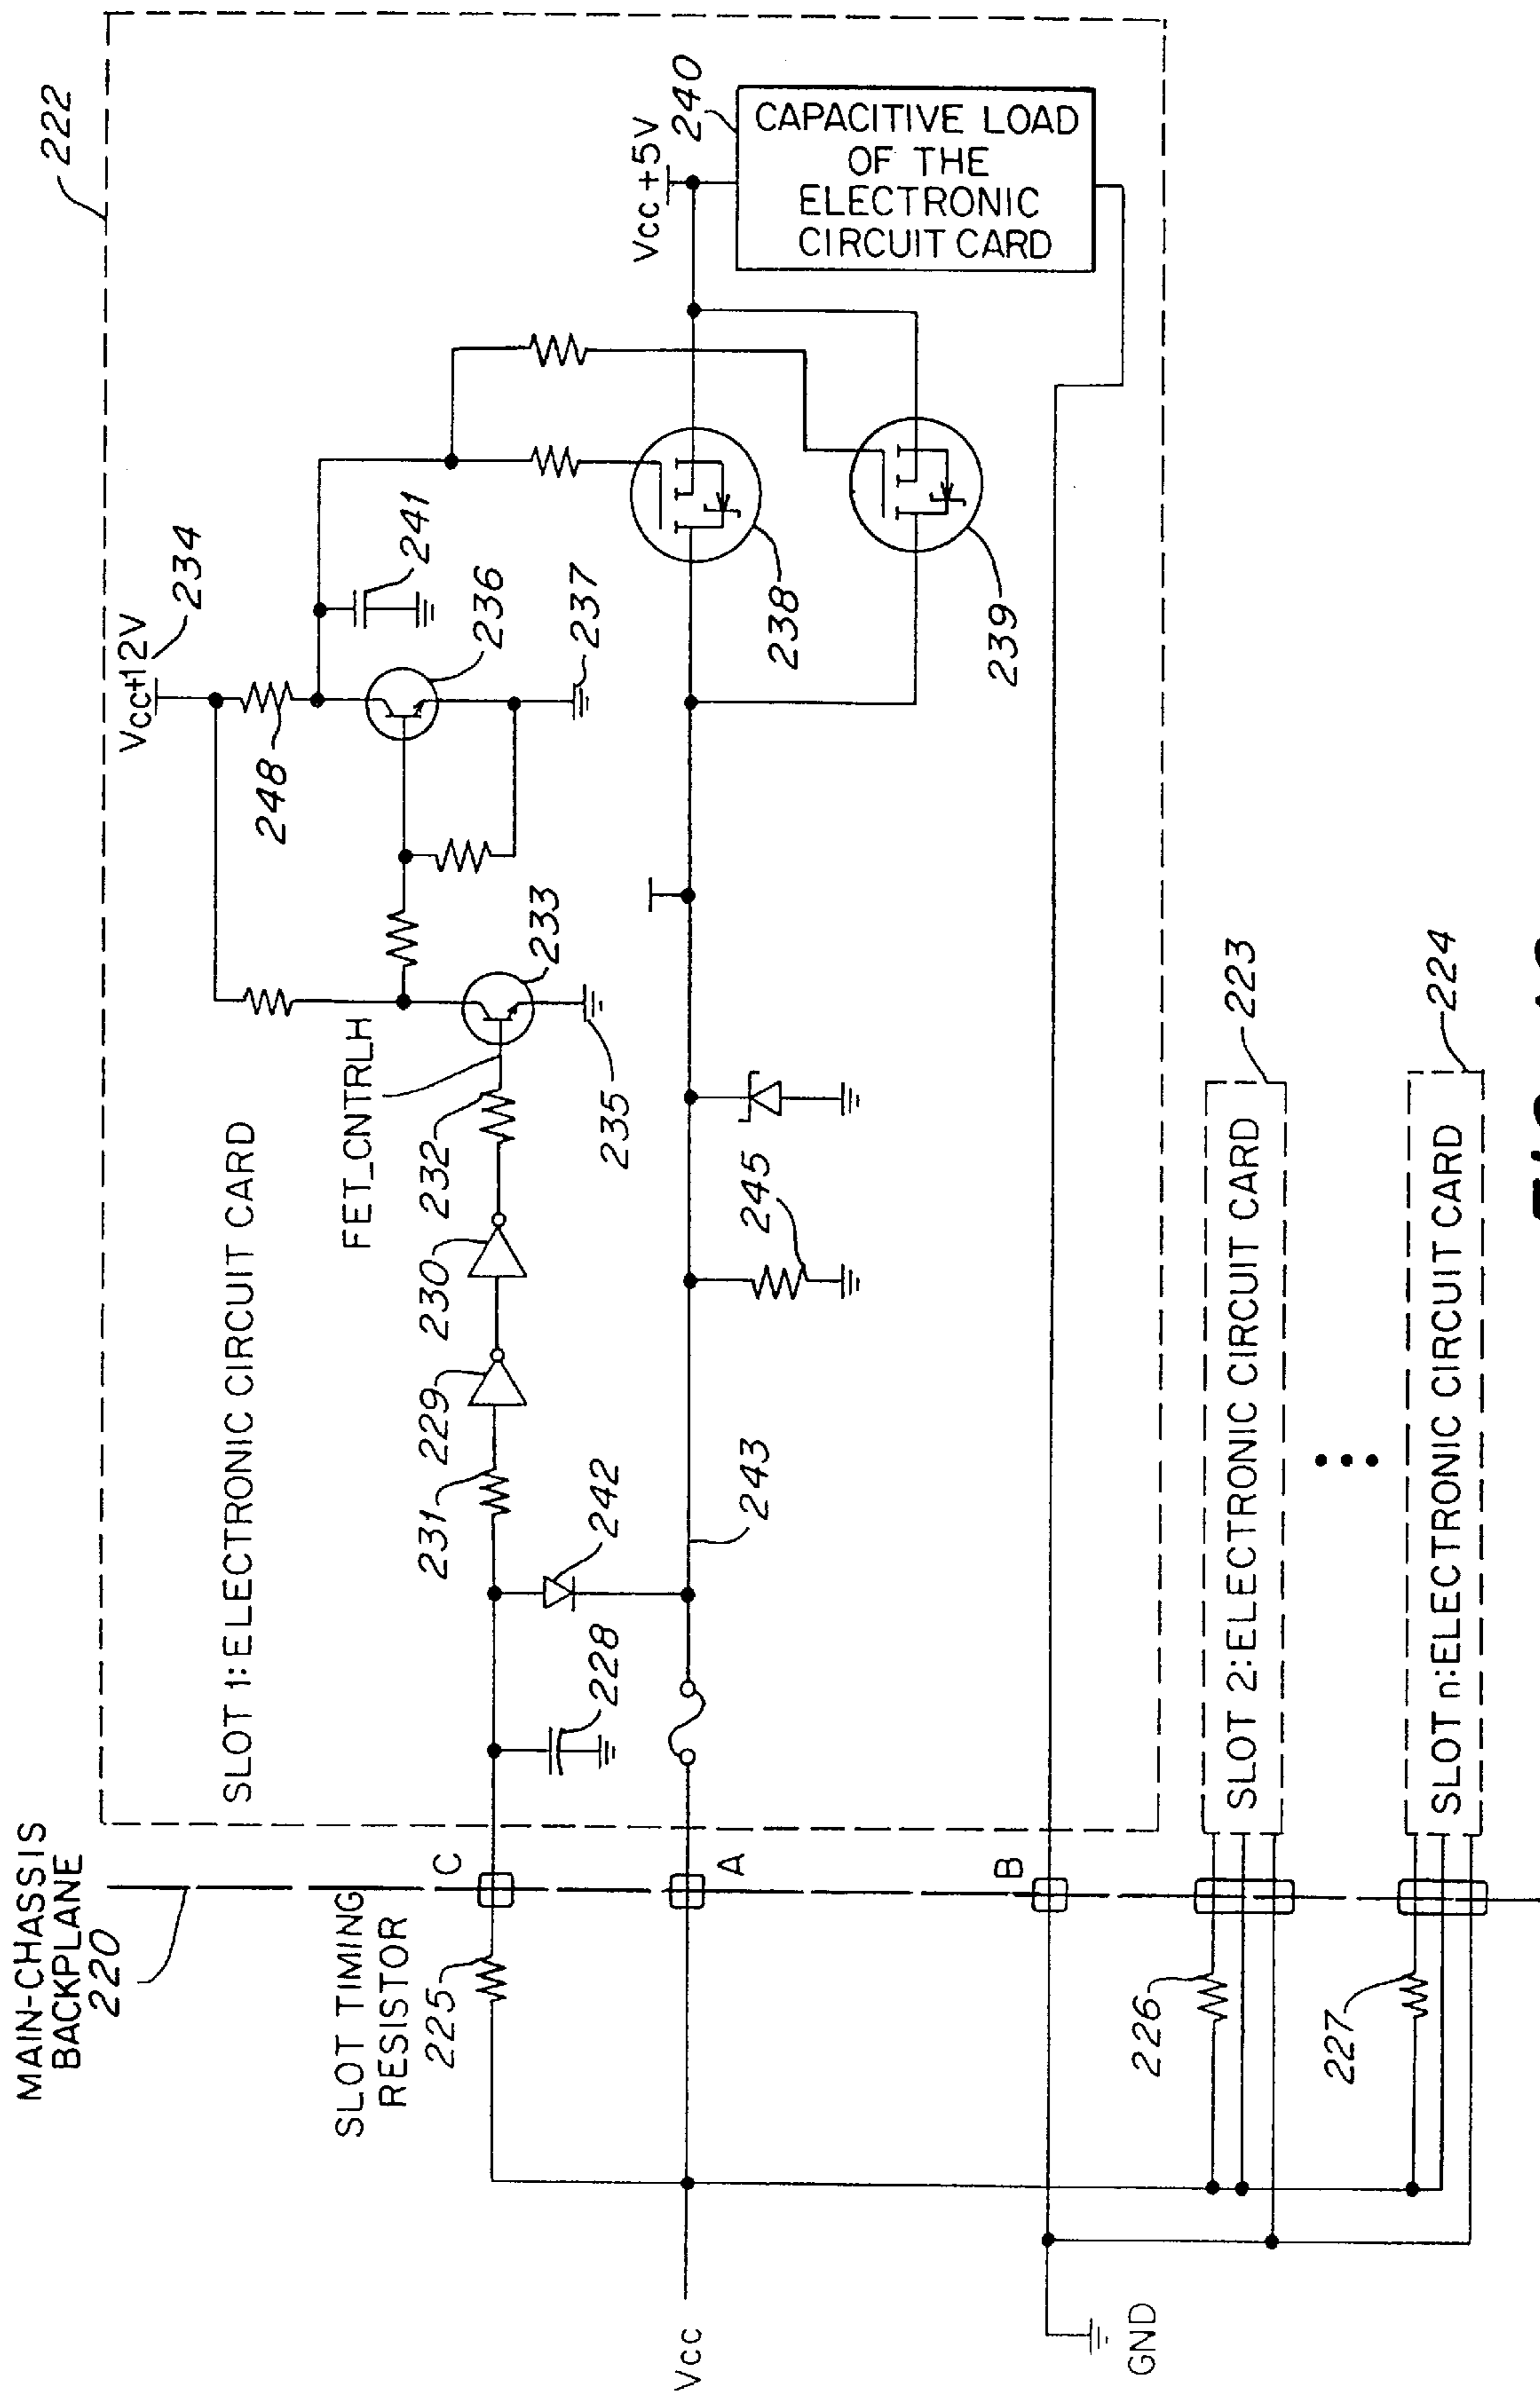 MAIN-CHASSIS
BACKPLANE
220
222
SLOT 1: ELECTRONIC CIRCUIT CARD
Vcc+12V
234
248
241
236
237
FET_CNTRLH
233
235
232
230
229
231
242
228
243
245
238
239
Vcc +5V
240
CAPACITIVE LOAD
OF THE
ELECTRONIC
CIRCUIT CARD
C
A
B
SLOT TIMING
RESISTOR
225
Vcc
GND
226
227
SLOT 2: ELECTRONIC CIRCUIT CARD
223
SLOT n: ELECTRONIC CIRCUIT CARD
224